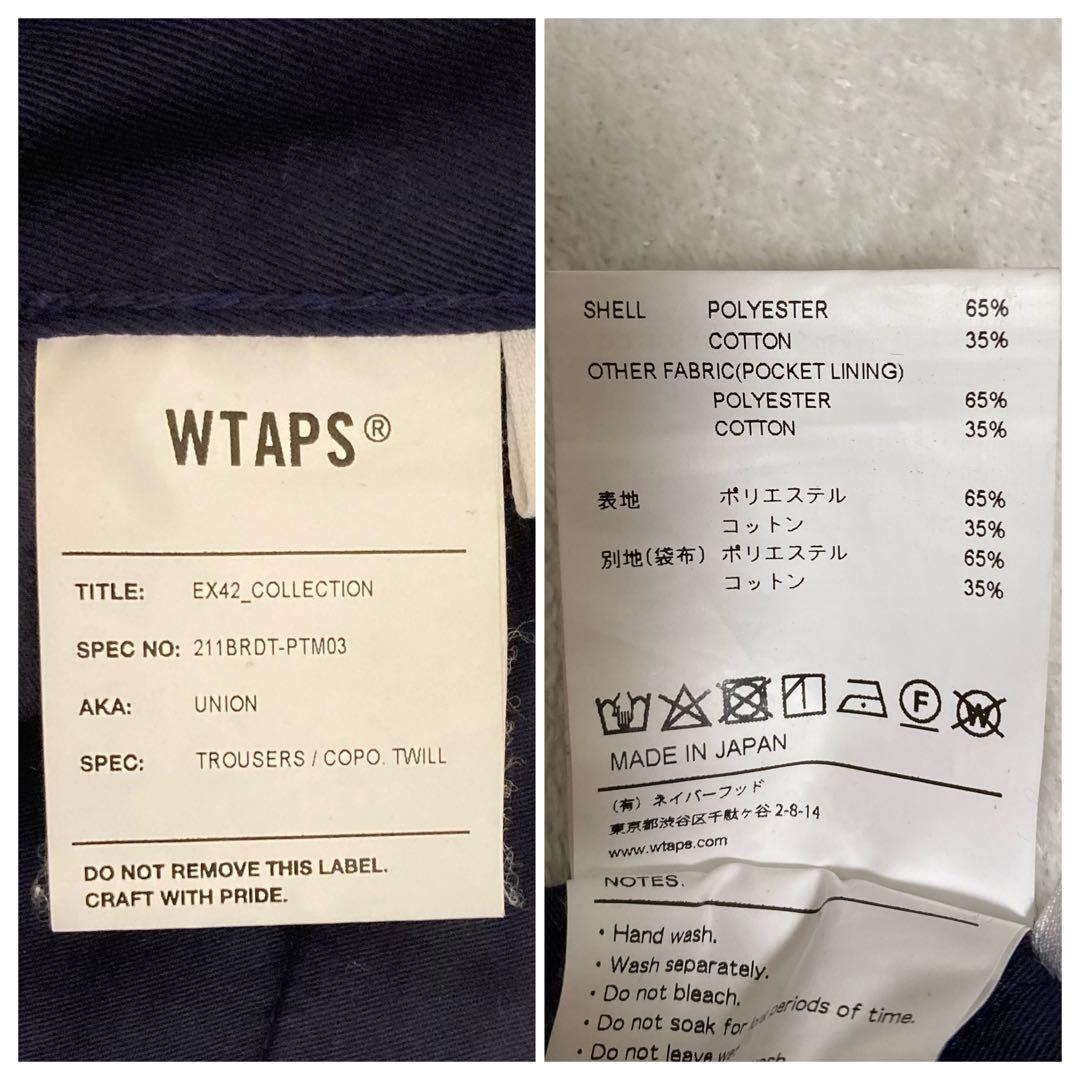 WTAPS®
TITLE: EX42_COLLECTION
SPEC NO: 211BRDT-PTM03
AKA: UNION
SPEC: TROUSERS / COPO. TWILL
DO NOT REMOVE THIS LABEL.
CRAFT WITH PRIDE.
SHELL POLYESTER 65%
COTTON 35%
OTHER FABRIC(POCKET LINING)
POLYESTER 65%
COTTON 35%
表地 ポリエステル 65%
コットン 35%
別地(袋布) ポリエステル 65%
コットン 35%
F W
MADE IN JAPAN
(有) ネイバーフッド
東京都渋谷区千駄ヶ谷 2-8-14
www.wtaps.com
NOTES.
・Hand wash.
・Wash separately.
・Do not bleach.
・Do not soak for periods of time.
・Do not leave